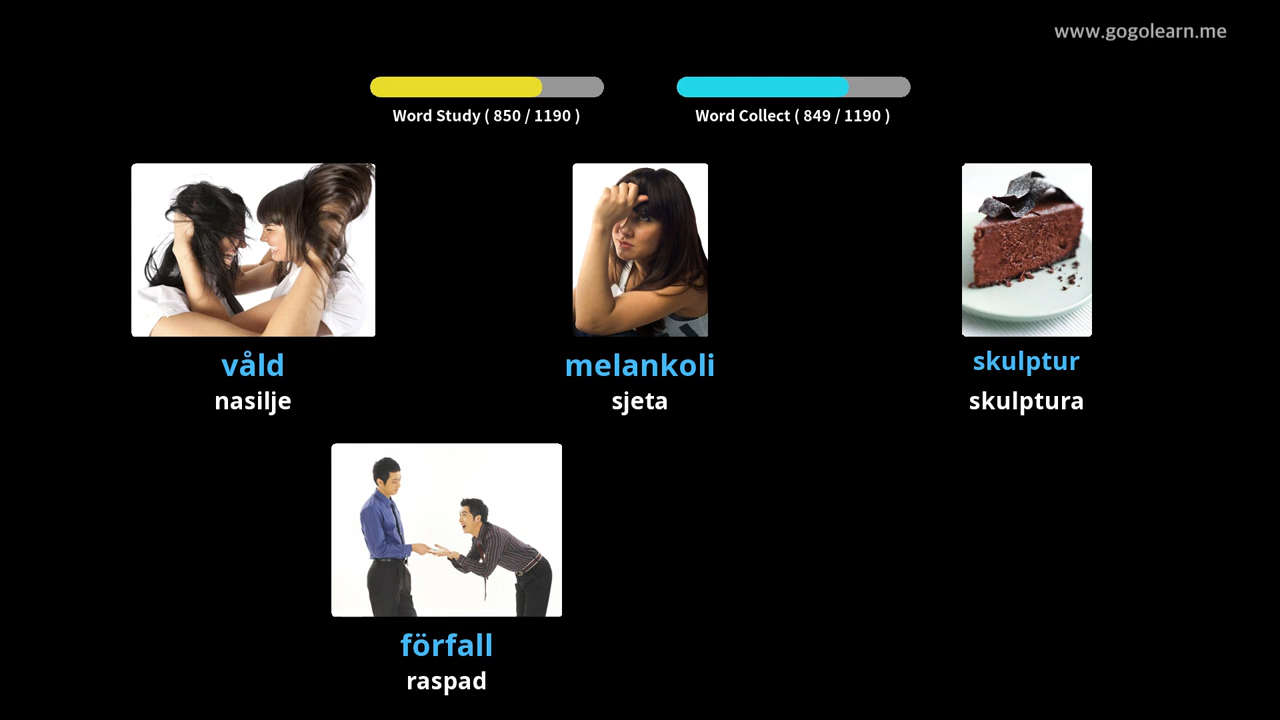 www.gogolearn.me
Word Study ( 850 / 1190 )
Word Collect ( 849 / 1190 )
våld
nasilje
melankoli
sjeta
skulptur
skulptura
förfall
raspad